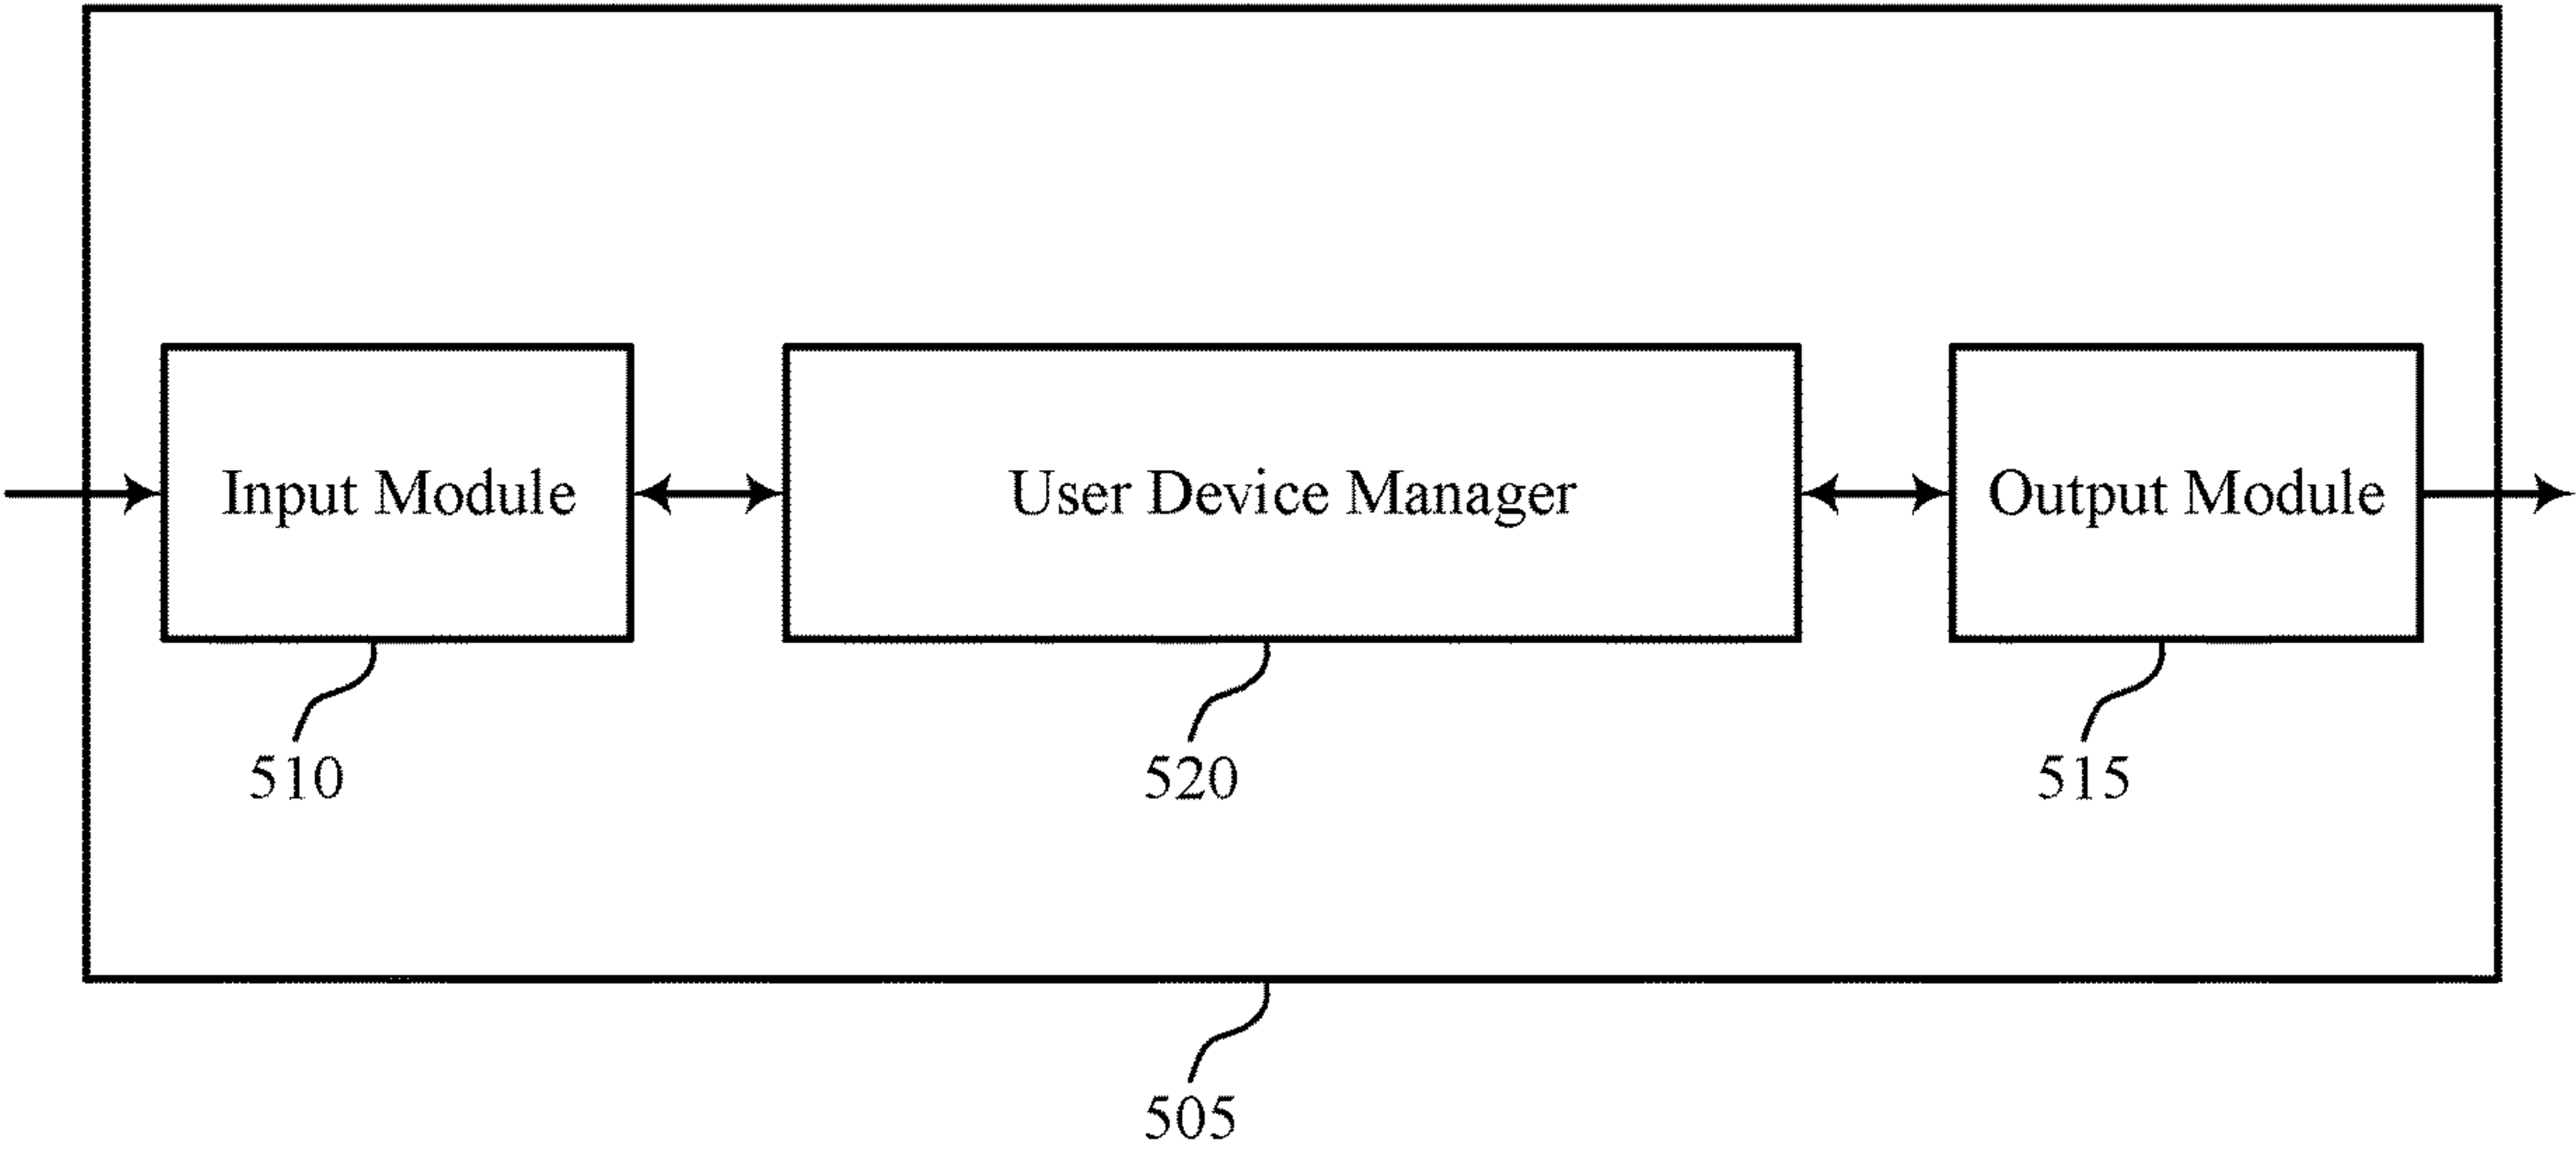 Input Module
User Device Manager
Output Module
510
520
515
505